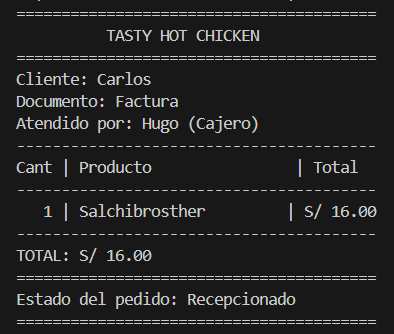 ========================================
TASTY HOT CHICKEN
========================================
Cliente: Carlos
Documento: Factura
Atendido por: Hugo (Cajero)
----------------------------------------
Cant | Producto                | Total
----------------------------------------
   1 | Salchibrosther         | S/ 16.00
----------------------------------------
TOTAL: S/ 16.00
========================================
Estado del pedido: Recepcionado
========================================